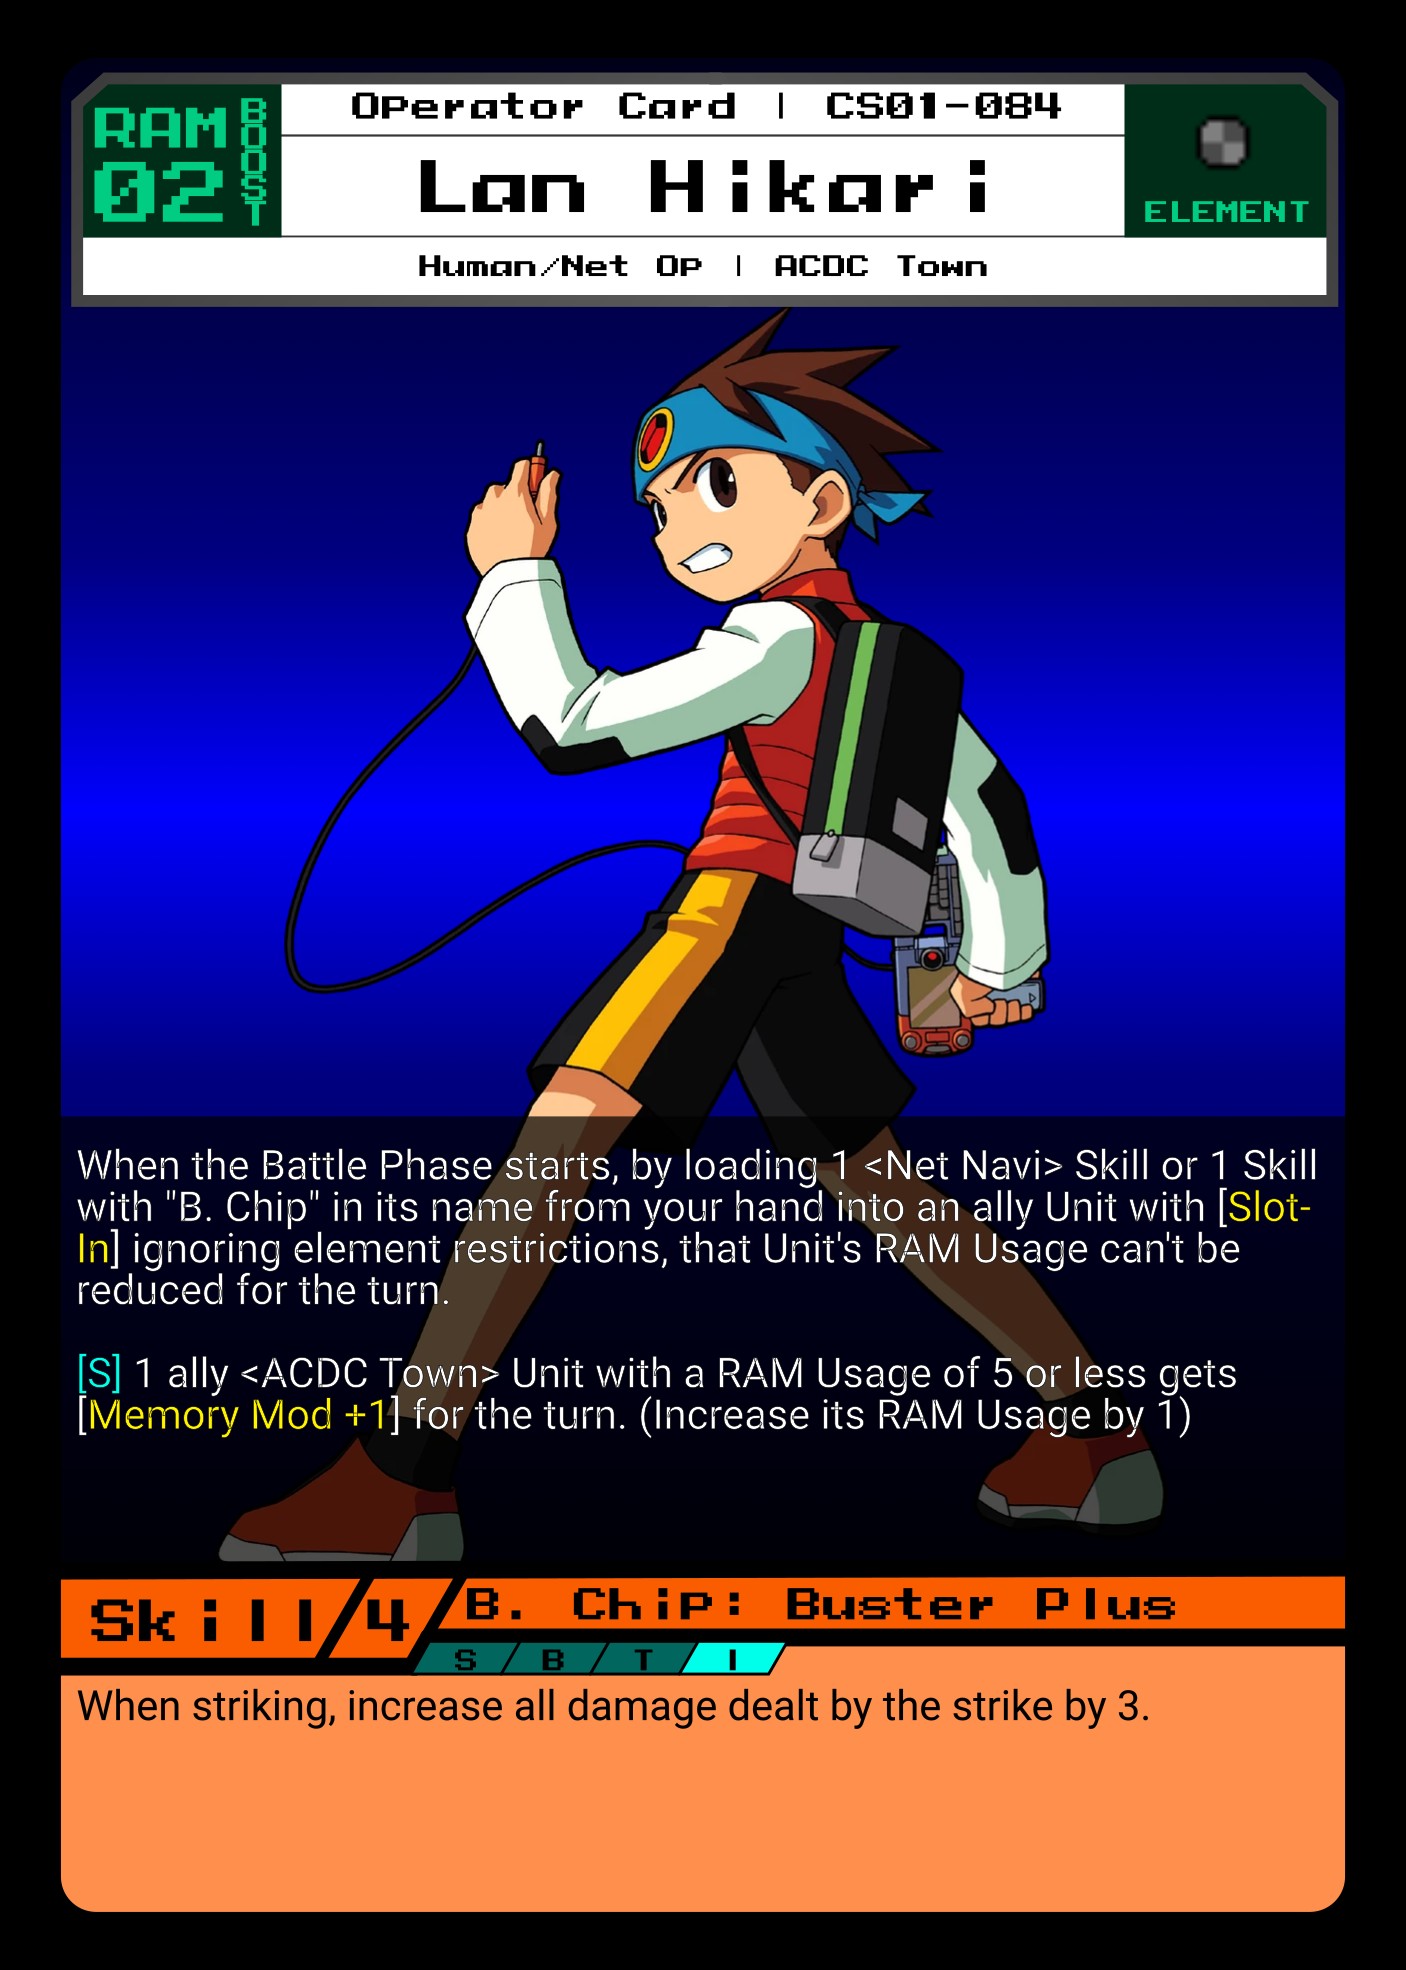 RAM
02
BOOST
Operator Card | CS01-084
Lan Hikari
ELEMENT
Human/Net Op | ACDC Town
When the Battle Phase starts, by loading 1 <Net Navi> Skill or 1 Skill
with "B. Chip" in its name from your hand into an ally Unit with [Slot-
In] ignoring element restrictions, that Unit's RAM Usage can't be
reduced for the turn.
[S] 1 ally <ACDC Town> Unit with a RAM Usage of 5 or less gets
[Memory Mod +1] for the turn. (Increase its RAM Usage by 1)
Skill/4
B. Chip: Buster Plus
S / B / T / I
When striking, increase all damage dealt by the strike by 3.